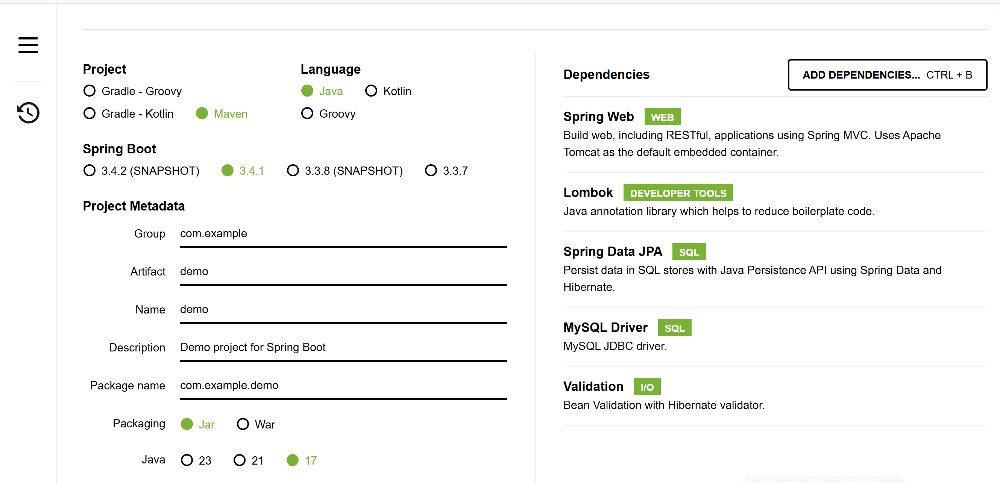 Project
Gradle - Groovy
Gradle - Kotlin Maven
Language
Java Kotlin
Groovy
Spring Boot
3.4.2 (SNAPSHOT) 3.4.1 3.3.8 (SNAPSHOT) 3.3.7
Project Metadata
Group com.example
Artifact demo
Name demo
Description Demo project for Spring Boot
Package name com.example.demo
Packaging Jar War
Java 23 21 17
Dependencies ADD DEPENDENCIES... CTRL + B
Spring Web WEB
Build web, including RESTful, applications using Spring MVC. Uses Apache
Tomcat as the default embedded container.
Lombok DEVELOPER TOOLS
Java annotation library which helps to reduce boilerplate code.
Spring Data JPA SQL
Persist data in SQL stores with Java Persistence API using Spring Data and
Hibernate.
MySQL Driver SQL
MySQL JDBC driver.
Validation I/O
Bean Validation with Hibernate validator.